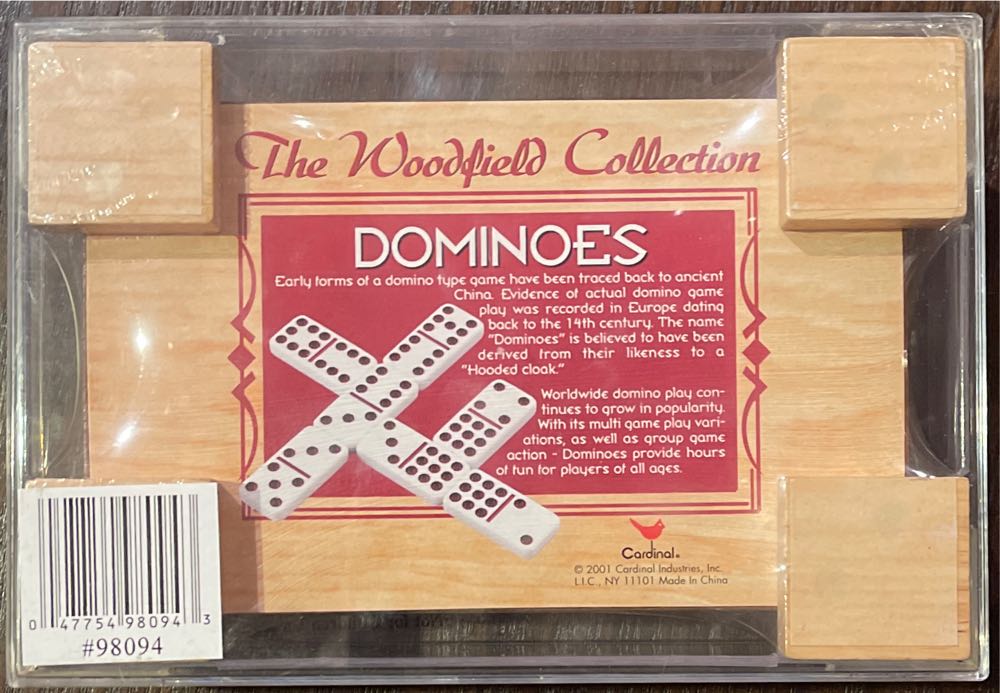 The Woodfield Collection
DOMINOES
Early forms of a domino type game have been traced back to ancient
China. Evidence of actual domino game
play was recorded in Europe dating
back to the 14th century. The name
"Dominoes" is believed to have been
derived from their likeness to a
"Hooded cloak."
Worldwide domino play con-
tinues to grow in popularity.
With its multi game play vari-
ations, as well as group game
action - Dominoes provide hours
of fun for players of all ages.
Cardinal®
© 2001 Cardinal Industries, Inc.
L.I.C., NY 11101 Made In China
0 47754 98094 3
#98094